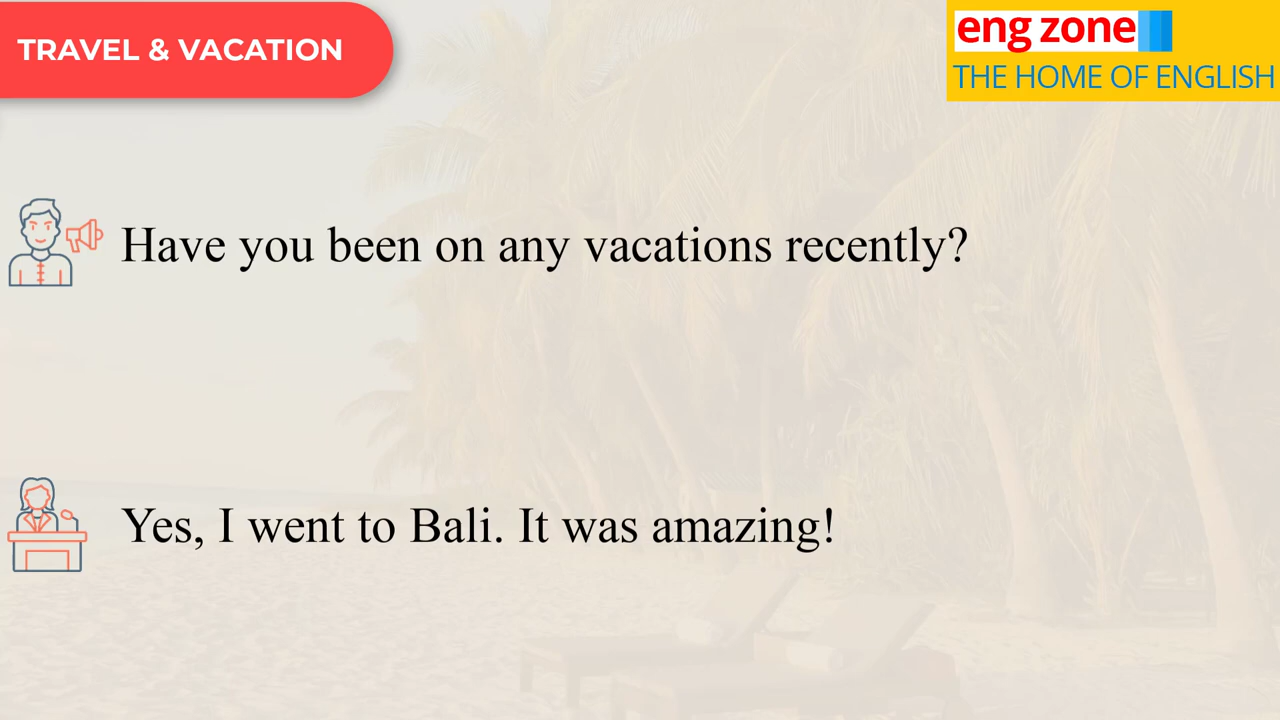 TRAVEL & VACATION
eng zone
THE HOME OF ENGLISH
Have you been on any vacations recently?
Yes, I went to Bali. It was amazing!